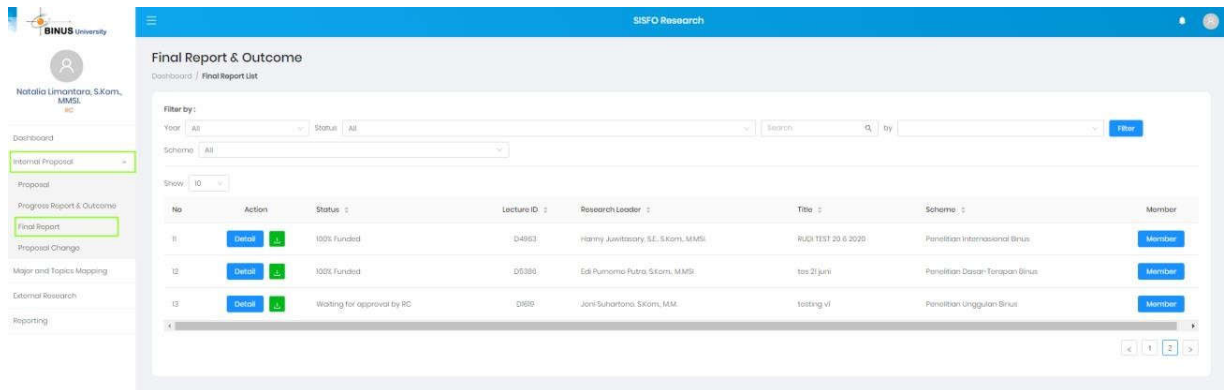 BINUS University
SISFO Research
Natalia Limantara, S.Kom., MMSI.
RC
Dashboard
Internal Proposal
Proposal
Progress Report & Outcome
Final Report
Proposal Change
Major and Topics Mapping
External Research
Reporting
Final Report & Outcome
Dashboard / Final Report List
Filter by :
Year All Status All Search by Filter
Scheme All
Show 10
No Action Status Lecture ID Research Leader Title Scheme Member
11 Detail 100% Funded D4963 Hanny Juwitasary, S.E., S.Kom., M.MSi. RUDI TEST 20 6 2020 Penelitian Internasional Binus Member
12 Detail 100% Funded D5386 Edi Purnomo Putra, S.Kom., M.MSi tes 21 juni Penelitian Dasar-Terapan Binus Member
13 Detail Waiting for approval by RC D1619 Joni Suhartono, S.Kom., M.M. testing vi Penelitian Unggulan Binus Member
< 1 2 >